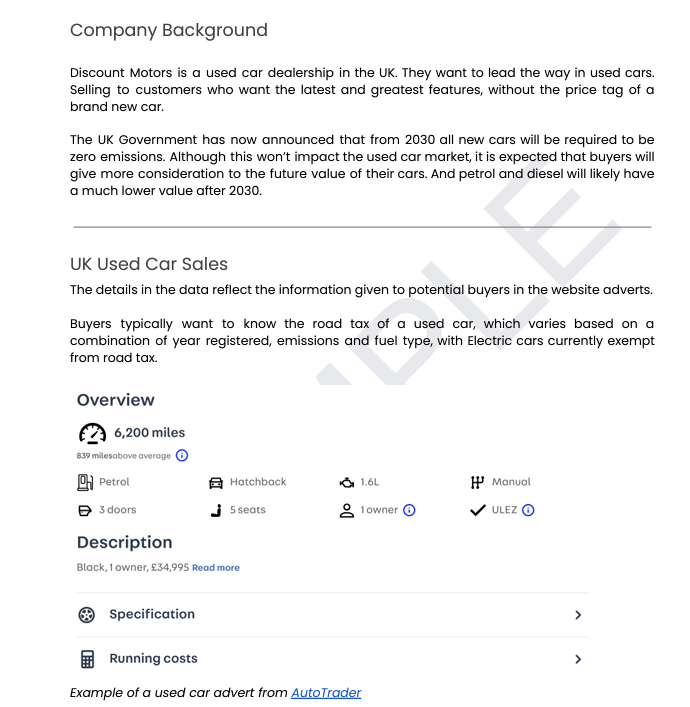 Company Background
Discount Motors is a used car dealership in the UK. They want to lead the way in used cars.
Selling to customers who want the latest and greatest features, without the price tag of a
brand new car.
The UK Government has now announced that from 2030 all new cars will be required to be
zero emissions. Although this won't impact the used car market, it is expected that buyers will
give more consideration to the future value of their cars. And petrol and diesel will likely have
a much lower value after 2030.
UK Used Car Sales
The details in the data reflect the information given to potential buyers in the website adverts.
Buyers typically want to know the road tax of a used car, which varies based on a
combination of year registered, emissions and fuel type, with Electric cars currently exempt
from road tax.
Overview
6,200 miles
839 milesabove average
Petrol Hatchback 1.6L Manual
3 doors 5 seats 1 owner ULEZ
Description
Black, 1 owner, £34,995 Read more
Specification
Running costs
Example of a used car advert from AutoTrader